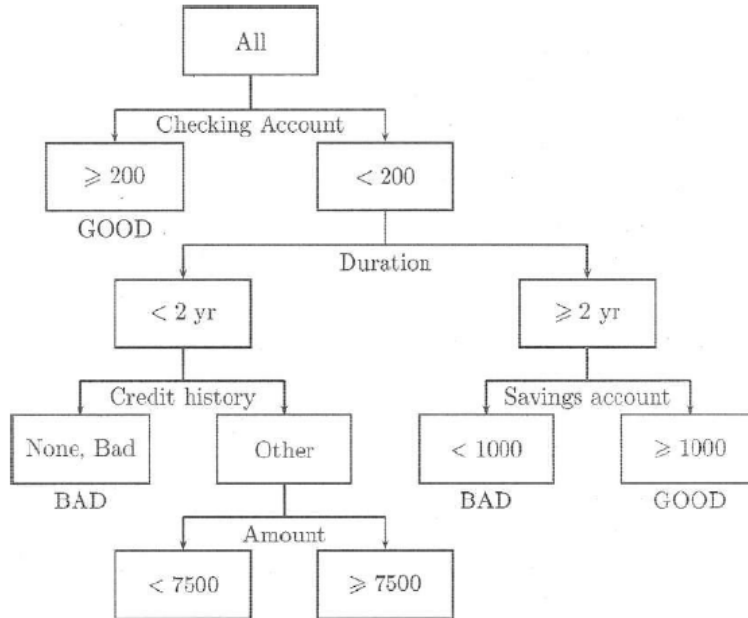 All
Checking Account
⩾ 200
< 200
GOOD
Duration
< 2 yr
⩾ 2 yr
Credit history
Savings account
None, Bad
Other
< 1000
⩾ 1000
BAD
BAD
GOOD
Amount
< 7500
⩾ 7500